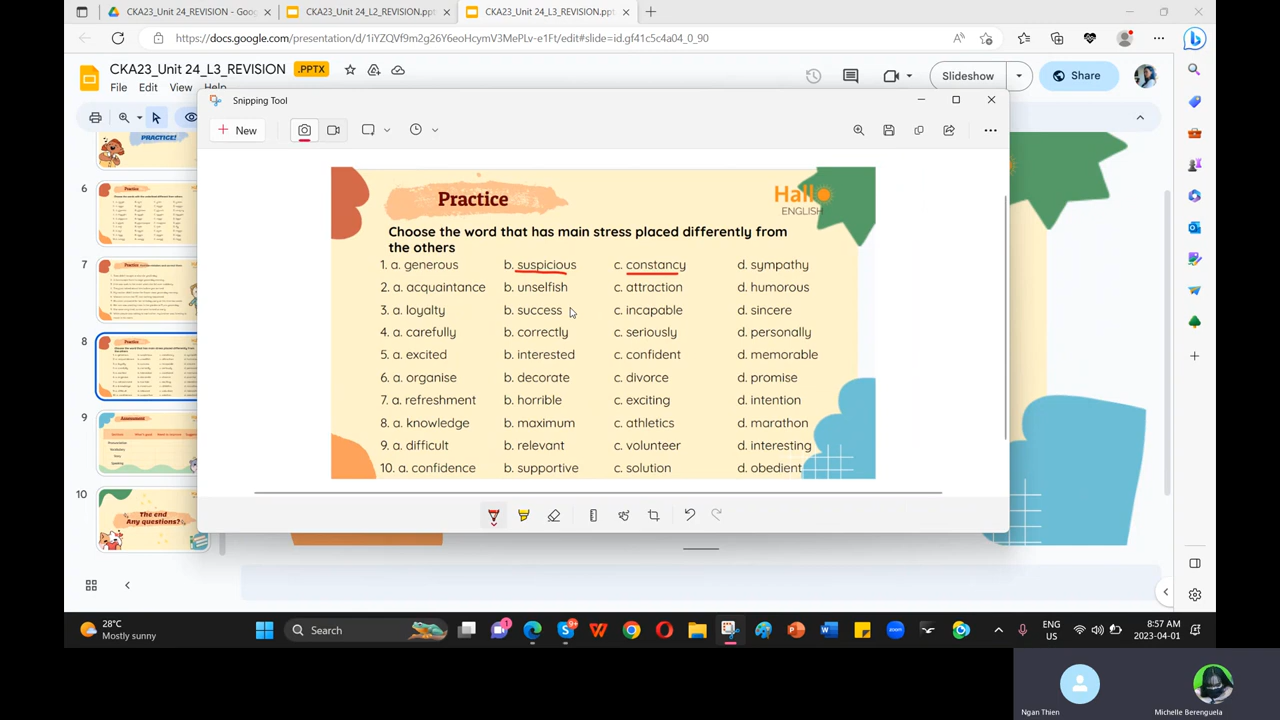 CKA23_Unit 24_REVISION - Goo
CKA23_Unit 24_L2_REVISION.ppt
CKA23_Unit 24_L3_REVISION.ppt
https://docs.google.com/presentation/d/1iYZQVf9m2g26Y6eoHcymV3MePLv-e1Ft/edit#slide=id.gf41c5c4a04_0_90
CKA23_Unit 24_L3_REVISION .PPTX
File Edit View
Slideshow
Share
Snipping Tool
New
PRACTICE!
6
7
8
9
10
Practice
Hallo
ENGLISH
Choose the word that has main stress placed differently from
the others
1. a. generous b. c. constancy d. sympathy
2. a. acquaintance b. unselfish c. attraction d. humorous
3. a. loyalty b. success c. incapable d. sincere
4. a. carefully b. correctly c. seriously d. personally
5. a. excited b. interested c. confident d. memorable
6. a. organise b. decorate c. divorce d. promise
7. a. refreshment b. horrible c. exciting d. intention
8. a. knowledge b. maximum c. athletics d. marathon
9. a. difficult b. relevant c. volunteer d. interesting
10. a. confidence b. supportive c. solution d. obedient
Assessment
The end
Any questions?
28°C
Mostly sunny
Search
ENG
US
8:57 AM
2023-04-01
Ngan Thien
Michelle Berenguela